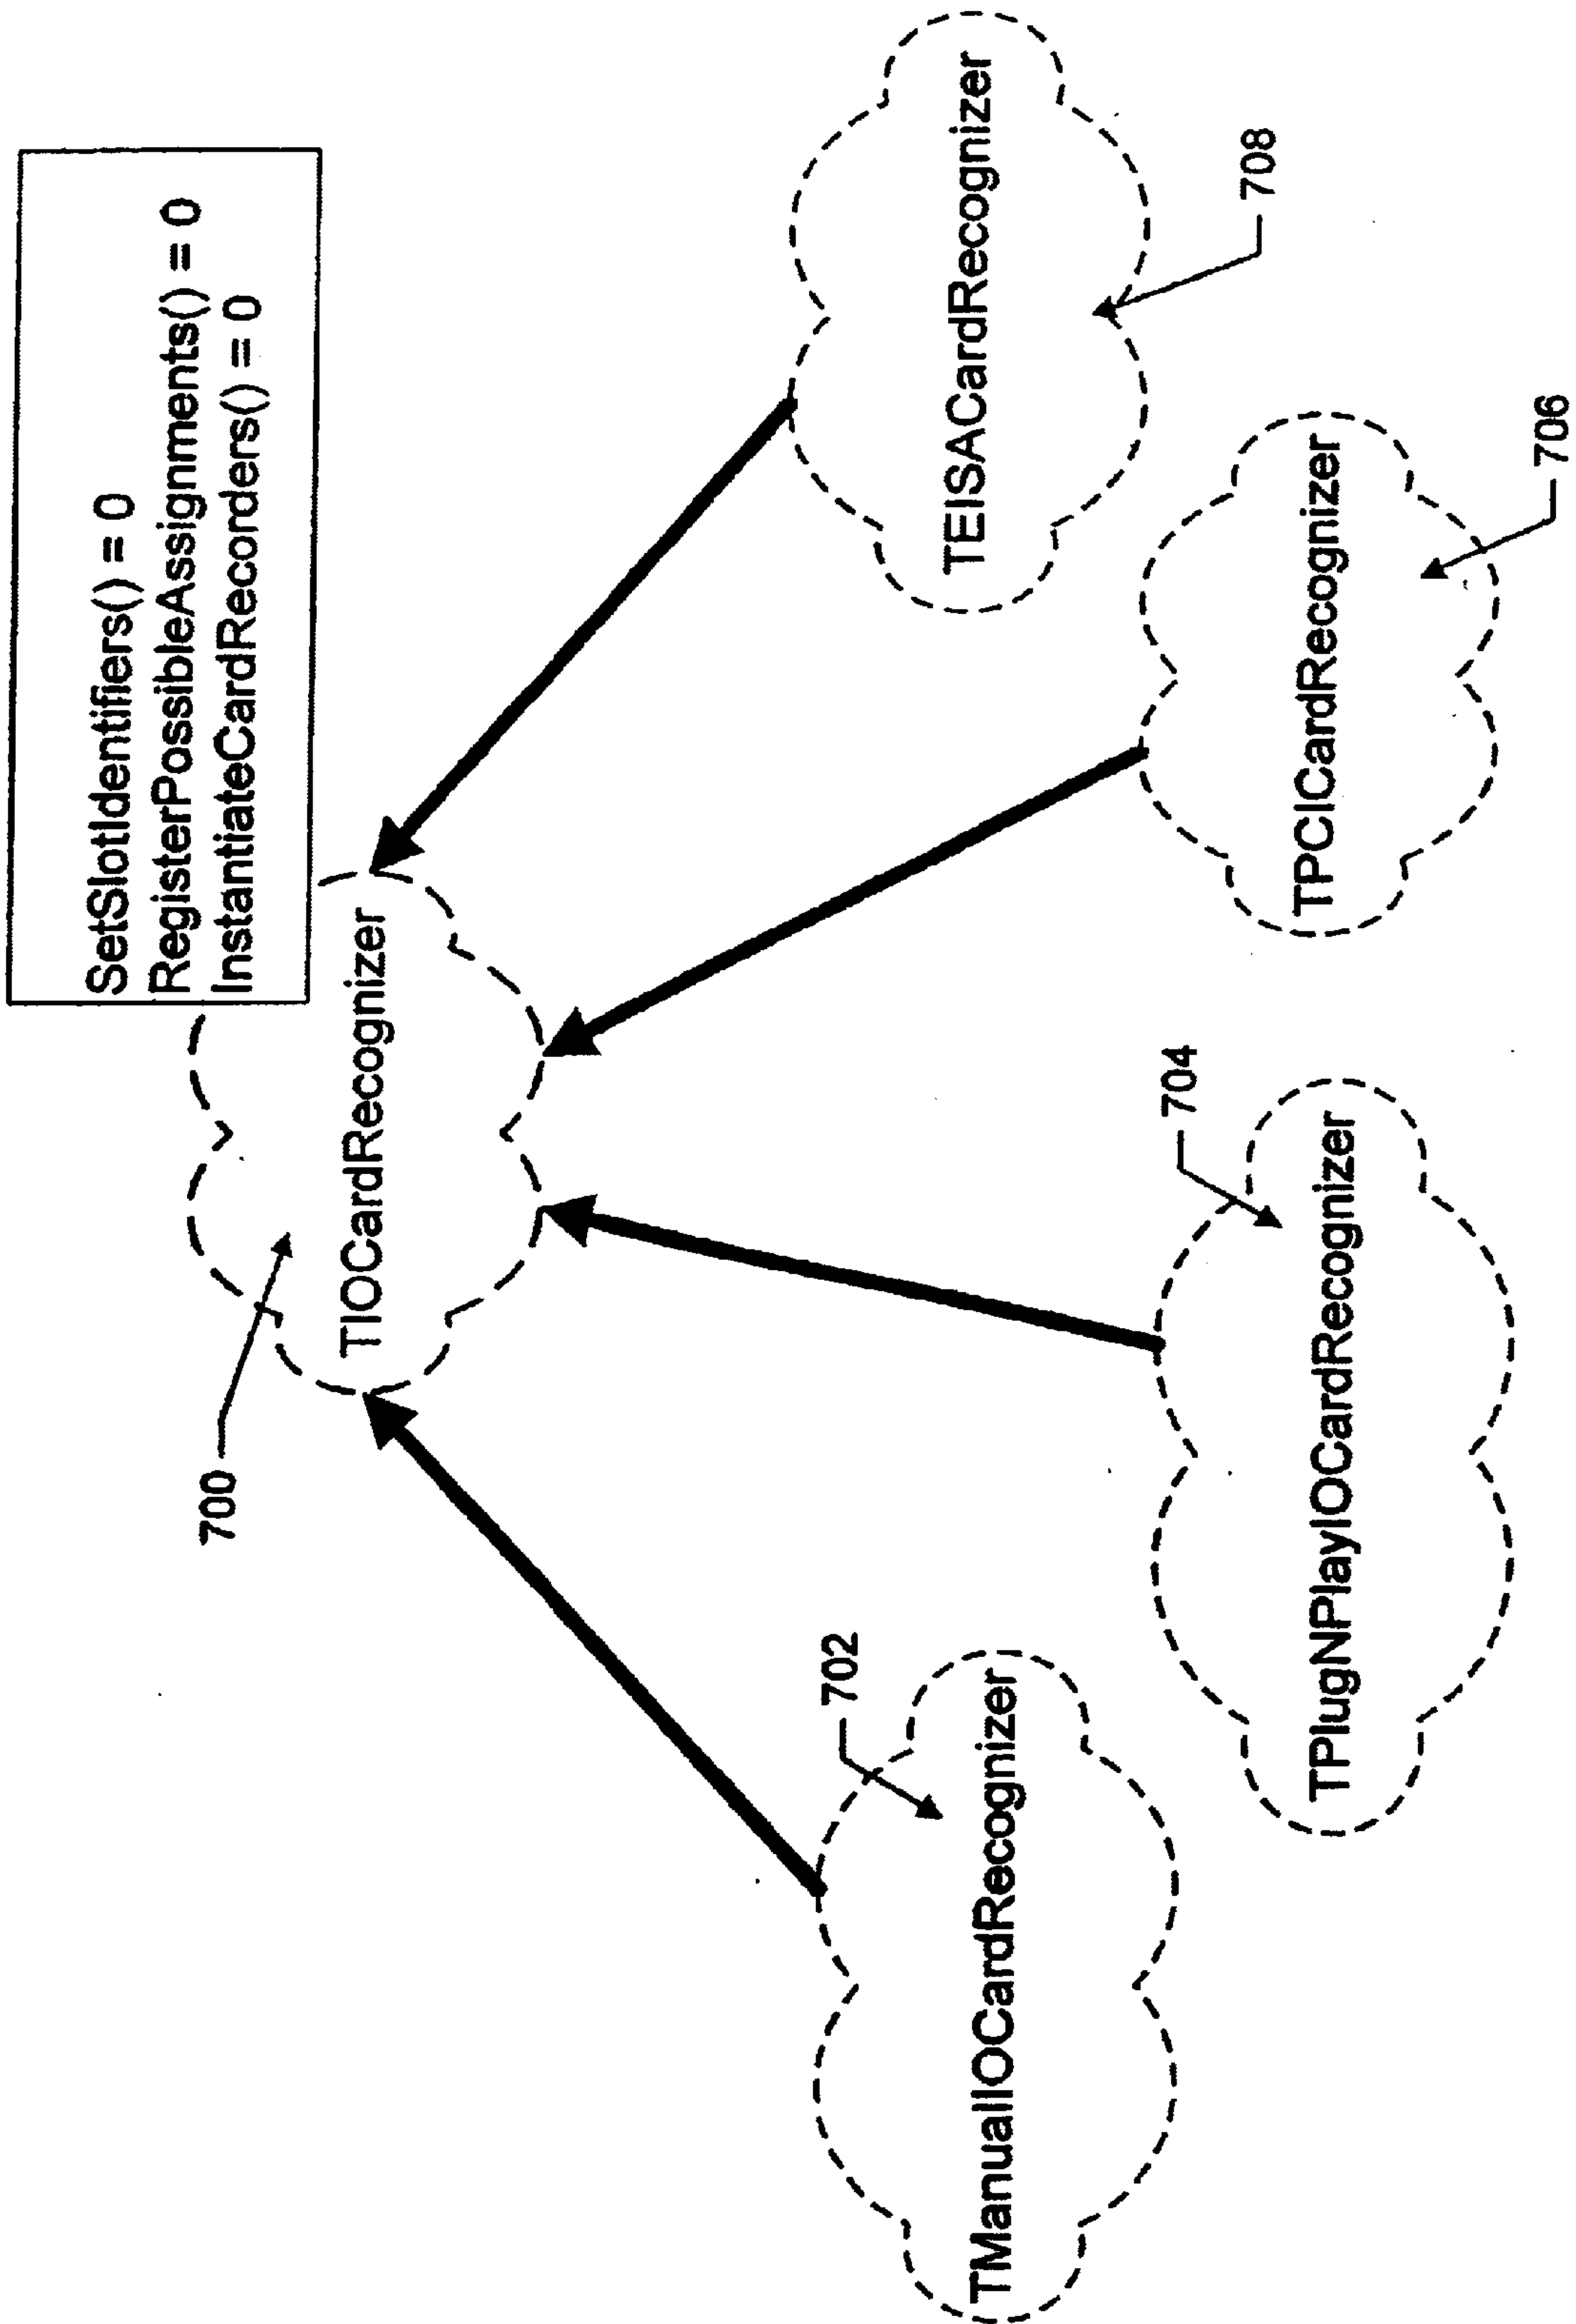 SetSlotIdentifiers() = 0
RegisterPossibleAssignments() = 0
InstantiateCardRecorders() = 0
700
TIOCardRecognizer
702
TManualIOCardRecognizer
704
TPlugNPlayIOCardRecognizer
TPCICardRecognizer
706
TEISACardRecognizer
708